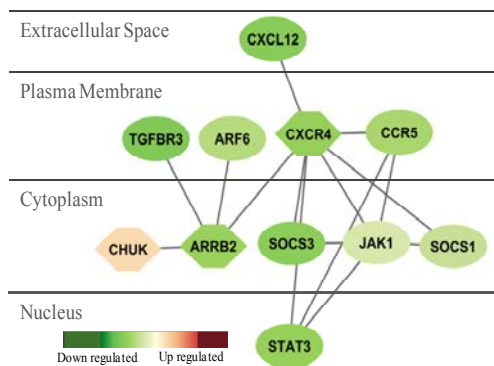 Extracellular Space
CXCL12
Plasma Membrane
TGFBR3 ARF6 CXCR4 CCR5
Cytoplasm
CHUK ARRB2 SOCS3 JAK1 SOCS1
Nucleus
STAT3
Down regulated Up regulated